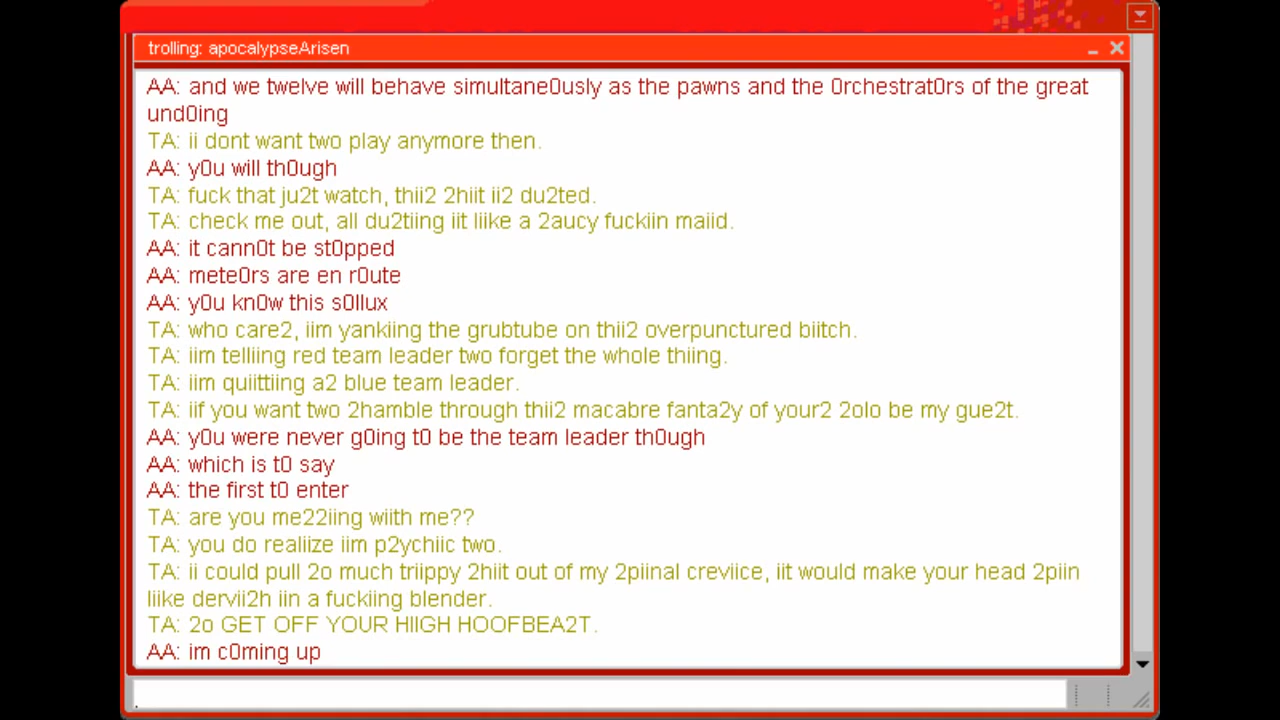 trolling: apocalypseArisen
AA: and we twelve will behave simultane0usly as the pawns and the 0rchestrat0rs of the great
und0ing
TA: ii dont want two play anymore then.
AA: y0u will th0ugh
TA: fuck that ju2t watch, thii2 2hiit ii2 du2ted.
TA: check me out, all du2tiing iit liike a 2aucy fuckiin maiid.
AA: it cann0t be st0pped
AA: mete0rs are en r0ute
AA: y0u kn0w this s0llux
TA: who care2, iim yankiing the grubtube on thii2 overpunctured biitch.
TA: iim telliing red team leader two forget the whole thiing.
TA: iim quiittiing a2 blue team leader.
TA: iif you want two 2hamble through thii2 macabre fanta2y of your2 2olo be my gue2t.
AA: y0u were never g0ing t0 be the team leader th0ugh
AA: which is t0 say
AA: the first t0 enter
TA: are you me22iing wiith me??
TA: you do realiize iim p2ychiic two.
TA: ii could pull 2o much triippy 2hiit out of my 2piinal creviice, iit would make your head 2piin
liike dervii2h iin a fuckiing blender.
TA: 2o GET OFF YOUR HIIGH HOOFBEA2T.
AA: im c0ming up